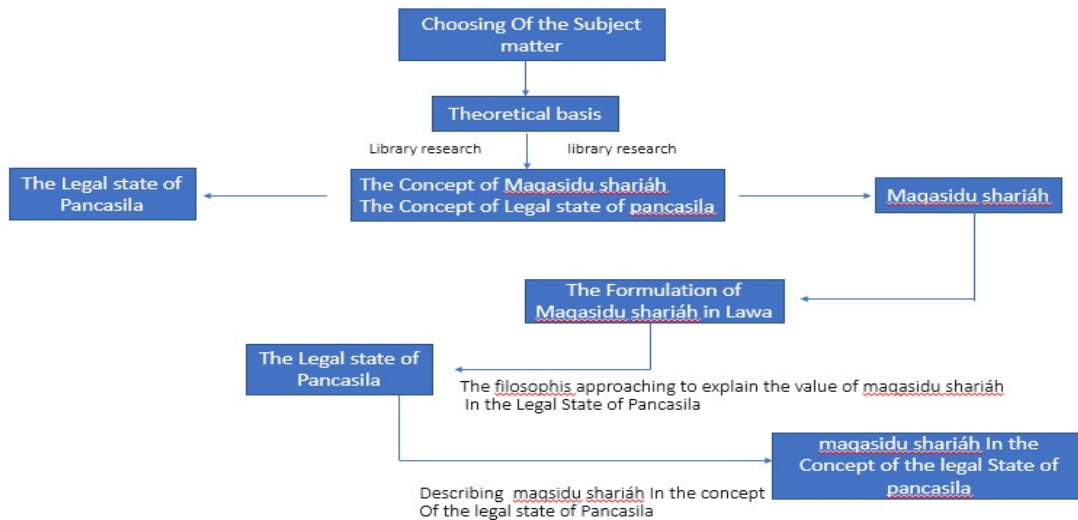 Choosing Of the Subject
matter
Theoretical basis
Library research
library research
The Legal state of
Pancasila
The Concept of Maqasidu shariáh
The Concept of Legal state of pancasila
Maqasidu shariáh
The Formulation of
Maqasidu shariáh in Lawa
The Legal state of
Pancasila
The filosophis approaching to explain the value of maqasidu shariáh
In the Legal State of Pancasila
maqasidu shariáh In the
Concept of the legal State of
pancasila
Describing maqsidu shariáh In the concept
Of the legal state of Pancasila